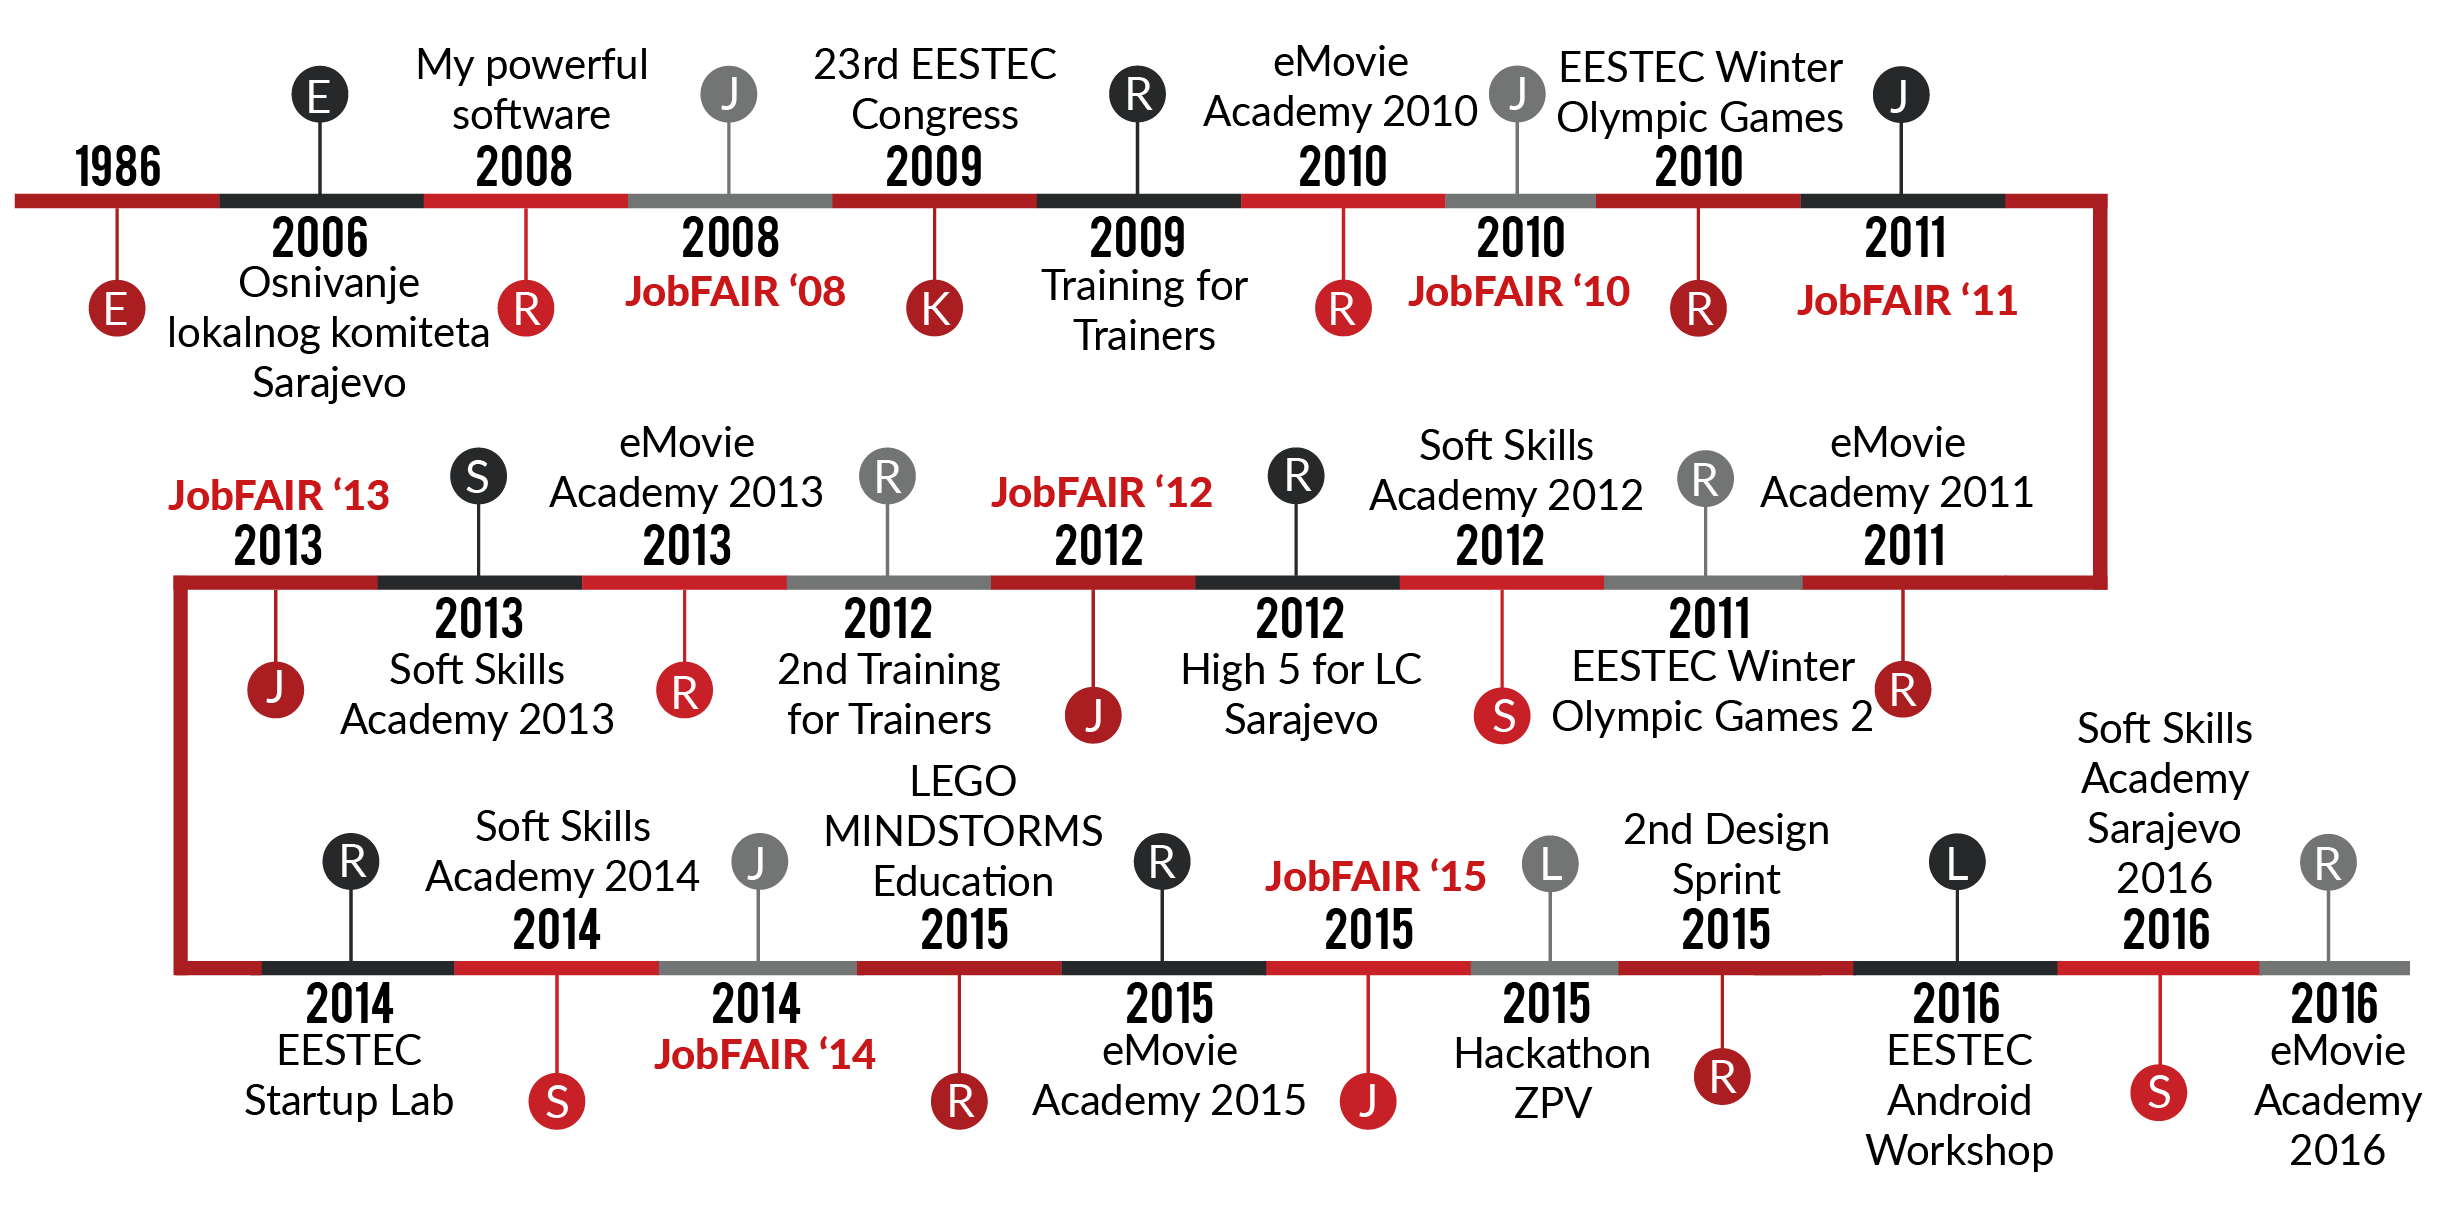 1986
E
E
2006
Osnivanje
lokalnog komiteta
Sarajevo
My powerful
software
2008
R
J
2008
JobFAIR ‘08
23rd EESTEC
Congress
2009
K
R
2009
Training for
Trainers
eMovie
Academy 2010
2010
R
J
2010
JobFAIR ‘10
EESTEC Winter
Olympic Games
2010
R
J
2011
JobFAIR ‘11
eMovie
Academy 2011
2011
R
R
2011
EESTEC Winter
Olympic Games 2
Soft Skills
Academy 2012
2012
S
R
2012
High 5 for LC
Sarajevo
JobFAIR ‘12
2012
J
R
2012
2nd Training
for Trainers
eMovie
Academy 2013
2013
R
S
2013
Soft Skills
Academy 2013
JobFAIR ‘13
2013
J
R
2014
EESTEC
Startup Lab
Soft Skills
Academy 2014
2014
S
J
2014
JobFAIR ‘14
LEGO
MINDSTORMS
Education
2015
R
R
2015
eMovie
Academy 2015
JobFAIR ‘15
2015
J
L
2015
Hackathon
ZPV
2nd Design
Sprint
2015
R
L
2016
EESTEC
Android
Workshop
Soft Skills
Academy
Sarajevo
2016
2016
S
R
2016
eMovie
Academy
2016